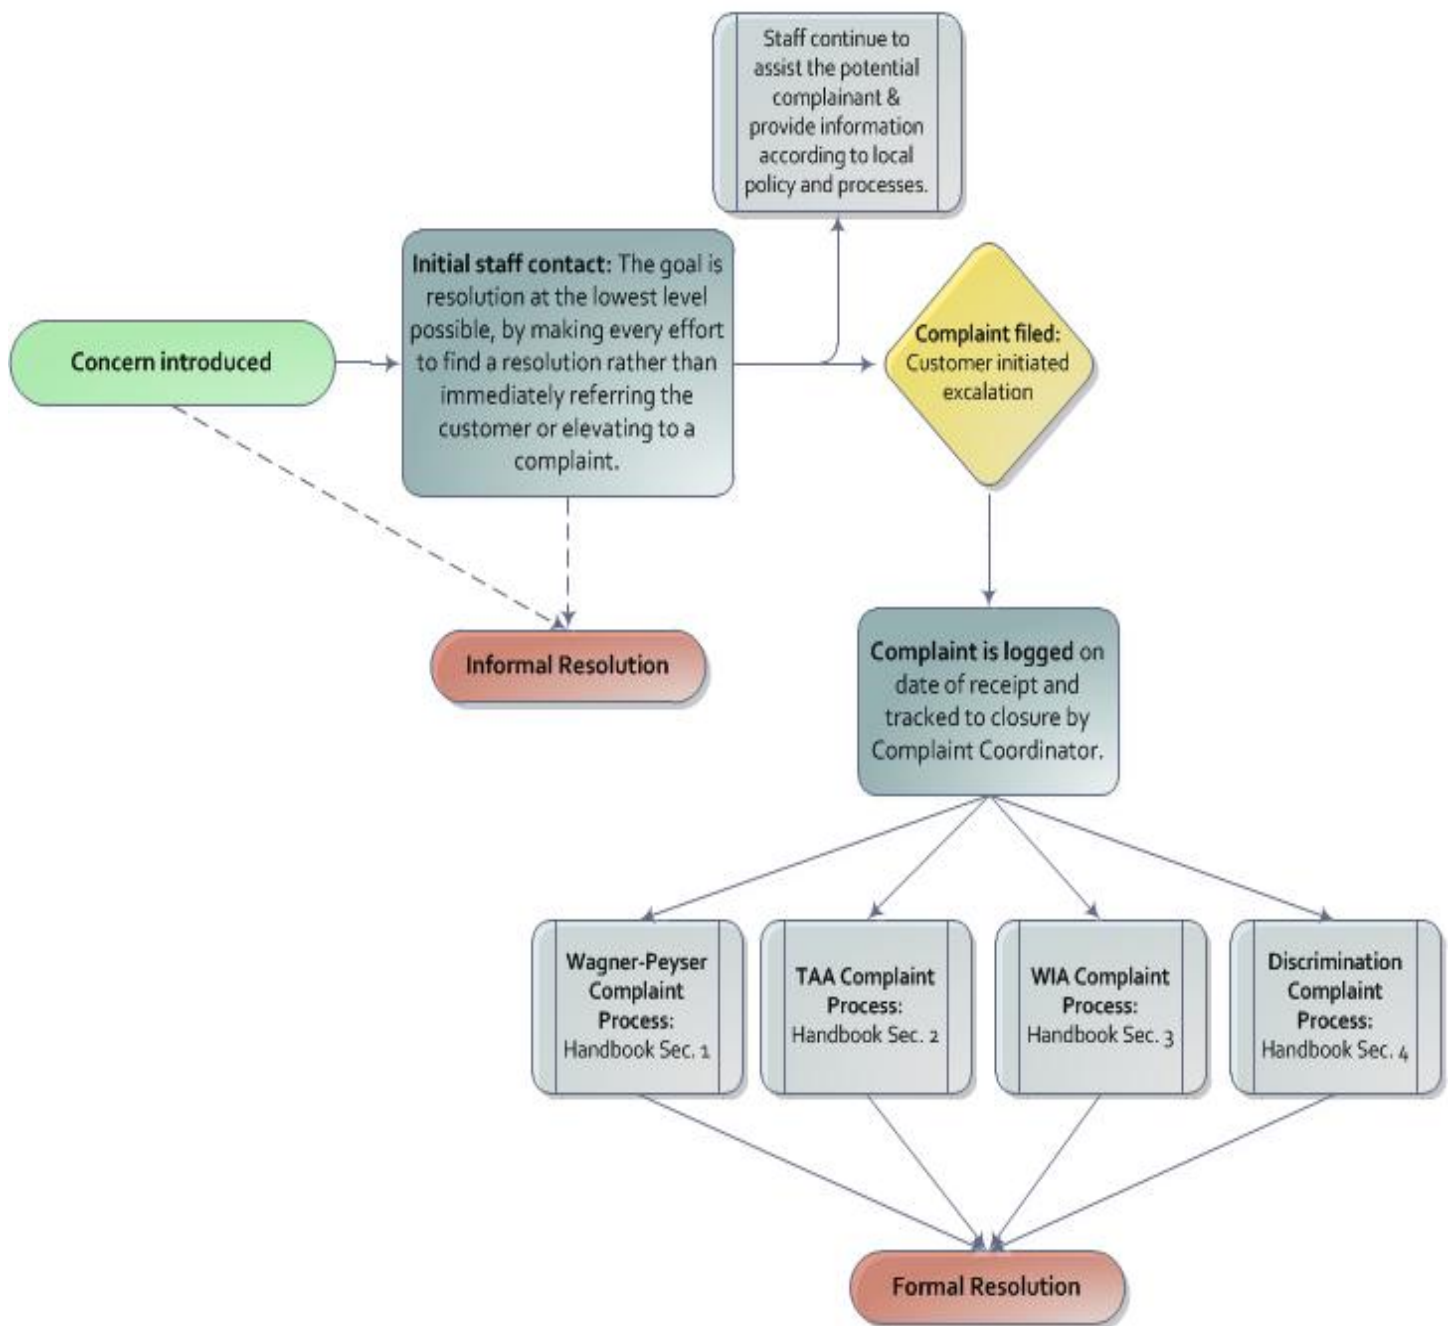 Staff continue to
assist the potential
complainant &
provide information
according to local
policy and processes.
Initial staff contact: The goal is
resolution at the lowest level
possible, by making every effort
to find a resolution rather than
immediately referring the
customer or elevating to a
complaint.
Concern introduced
Complaint filed:
Customer initiated
excalation
Informal Resolution
Complaint is logged on
date of receipt and
tracked to closure by
Complaint Coordinator.
Wagner-Peyser
Complaint
Process:
Handbook Sec. 1
TAA Complaint
Process:
Handbook Sec. 2
WIA Complaint
Process:
Handbook Sec. 3
Discrimination
Complaint
Process:
Handbook Sec. 4
Formal Resolution